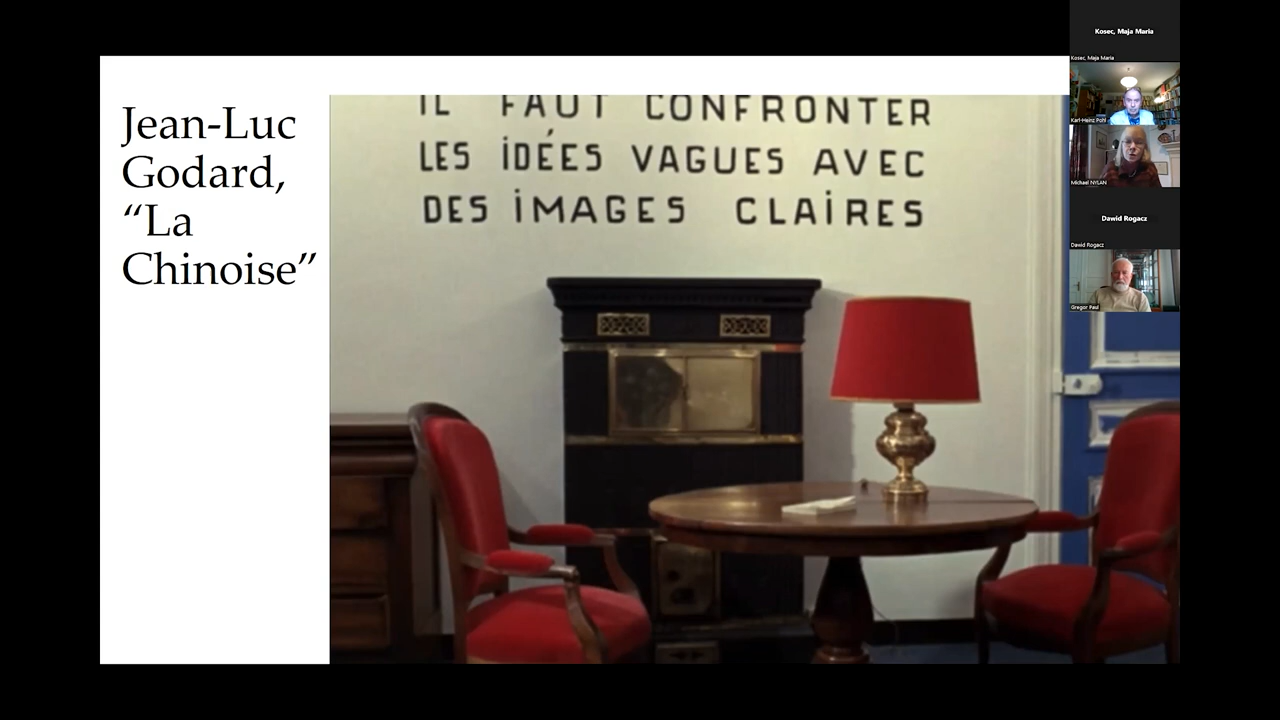 Jean-Luc
Godard,
“La
Chinoise”
IL FAUT CONFRONTER
LES IDÉES VAGUES AVEC
DES IMAGES CLAIRES
Kosec, Maja Maria
Kosec, Maja Maria
Karl-Heinz Pohl
Michael NYLAN
Dawid Rogacz
Dawid Rogacz
Gregor Paul